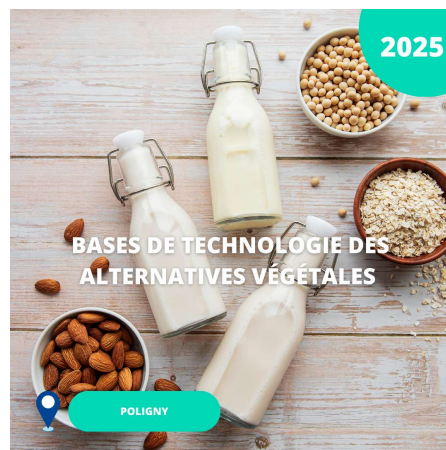 2025
BASES DE TECHNOLOGIE DES
ALTERNATIVES VÉGÉTALES
POLIGNY